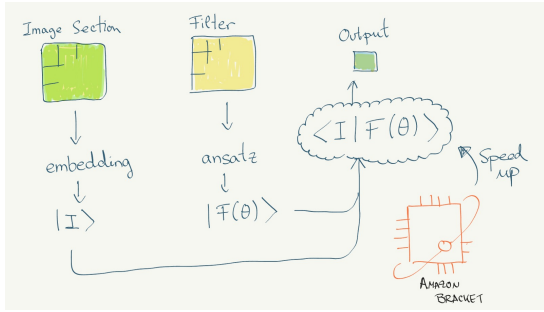 Image Section
Filter
Output
embedding
ansatz
<I|F(θ)>
|I>
|F(θ)>
Speed
up
AMAZON
BRACKET